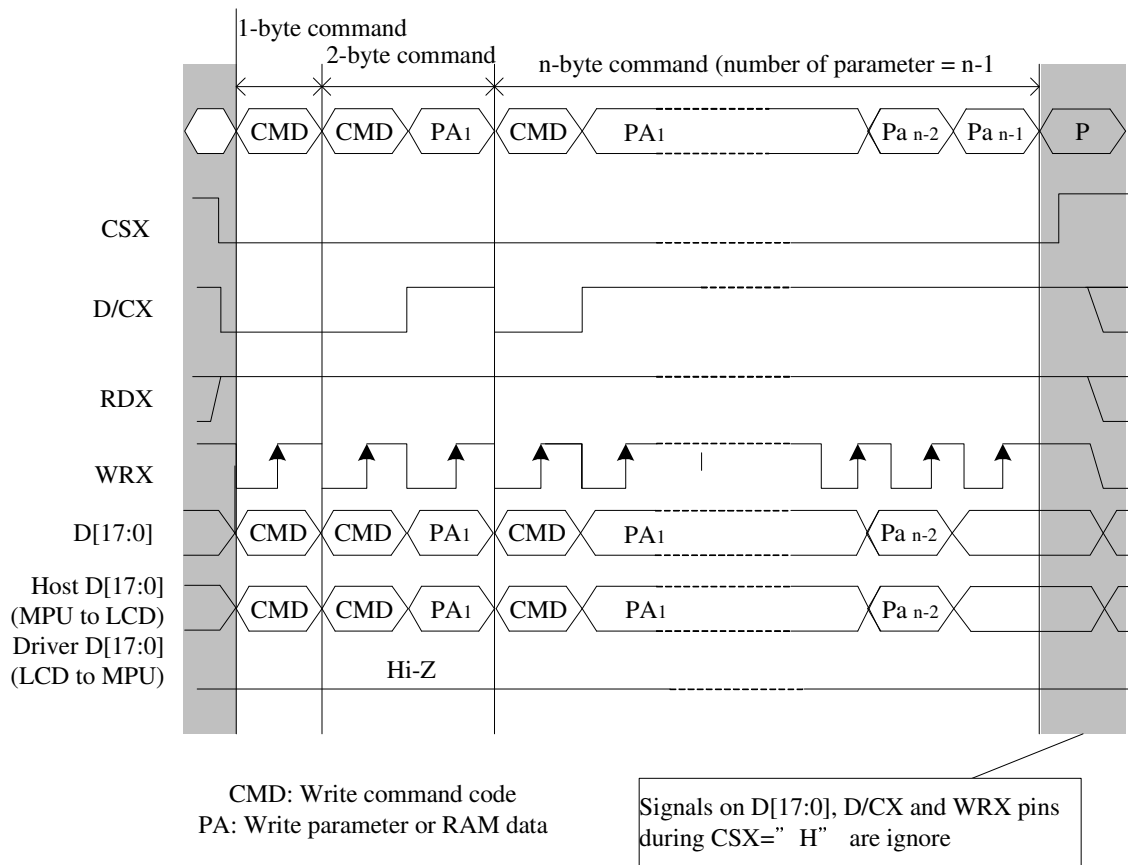 1-byte command
2-byte command
n-byte command (number of parameter = n-1
CMD CMD PA1 CMD PA1 Pa n-2 Pa n-1 P
CSX
D/CX
RDX
WRX
D[17:0] CMD CMD PA1 CMD PA1 Pa n-2
Host D[17:0]
(MPU to LCD) CMD CMD PA1 CMD PA1 Pa n-2
Driver D[17:0]
(LCD to MPU) Hi-Z
CMD: Write command code
PA: Write parameter or RAM data
Signals on D[17:0], D/CX and WRX pins
during CSX=”H” are ignore